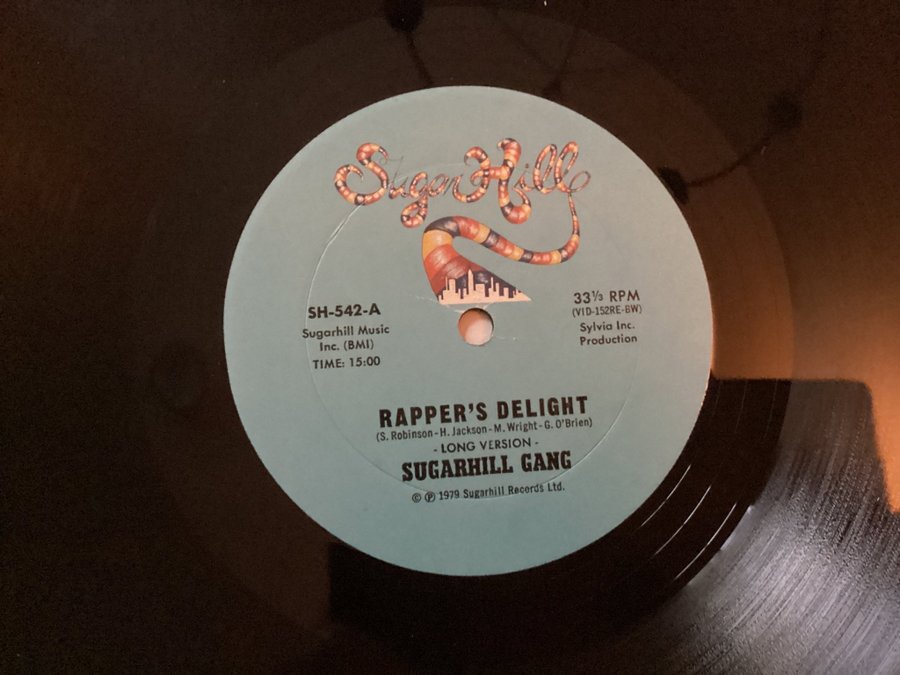 Sugar Hill
SH-542-A
Sugarhill Music
Inc. (BMI)
TIME: 15:00
33⅓ RPM
(VID-152RE-BW)
Sylvia Inc.
Production
RAPPER'S DELIGHT
(S. Robinson - H. Jackson - M. Wright - G. O'Brien)
- LONG VERSION -
SUGARHILL GANG
© ℗ 1979 Sugarhill Records Ltd.